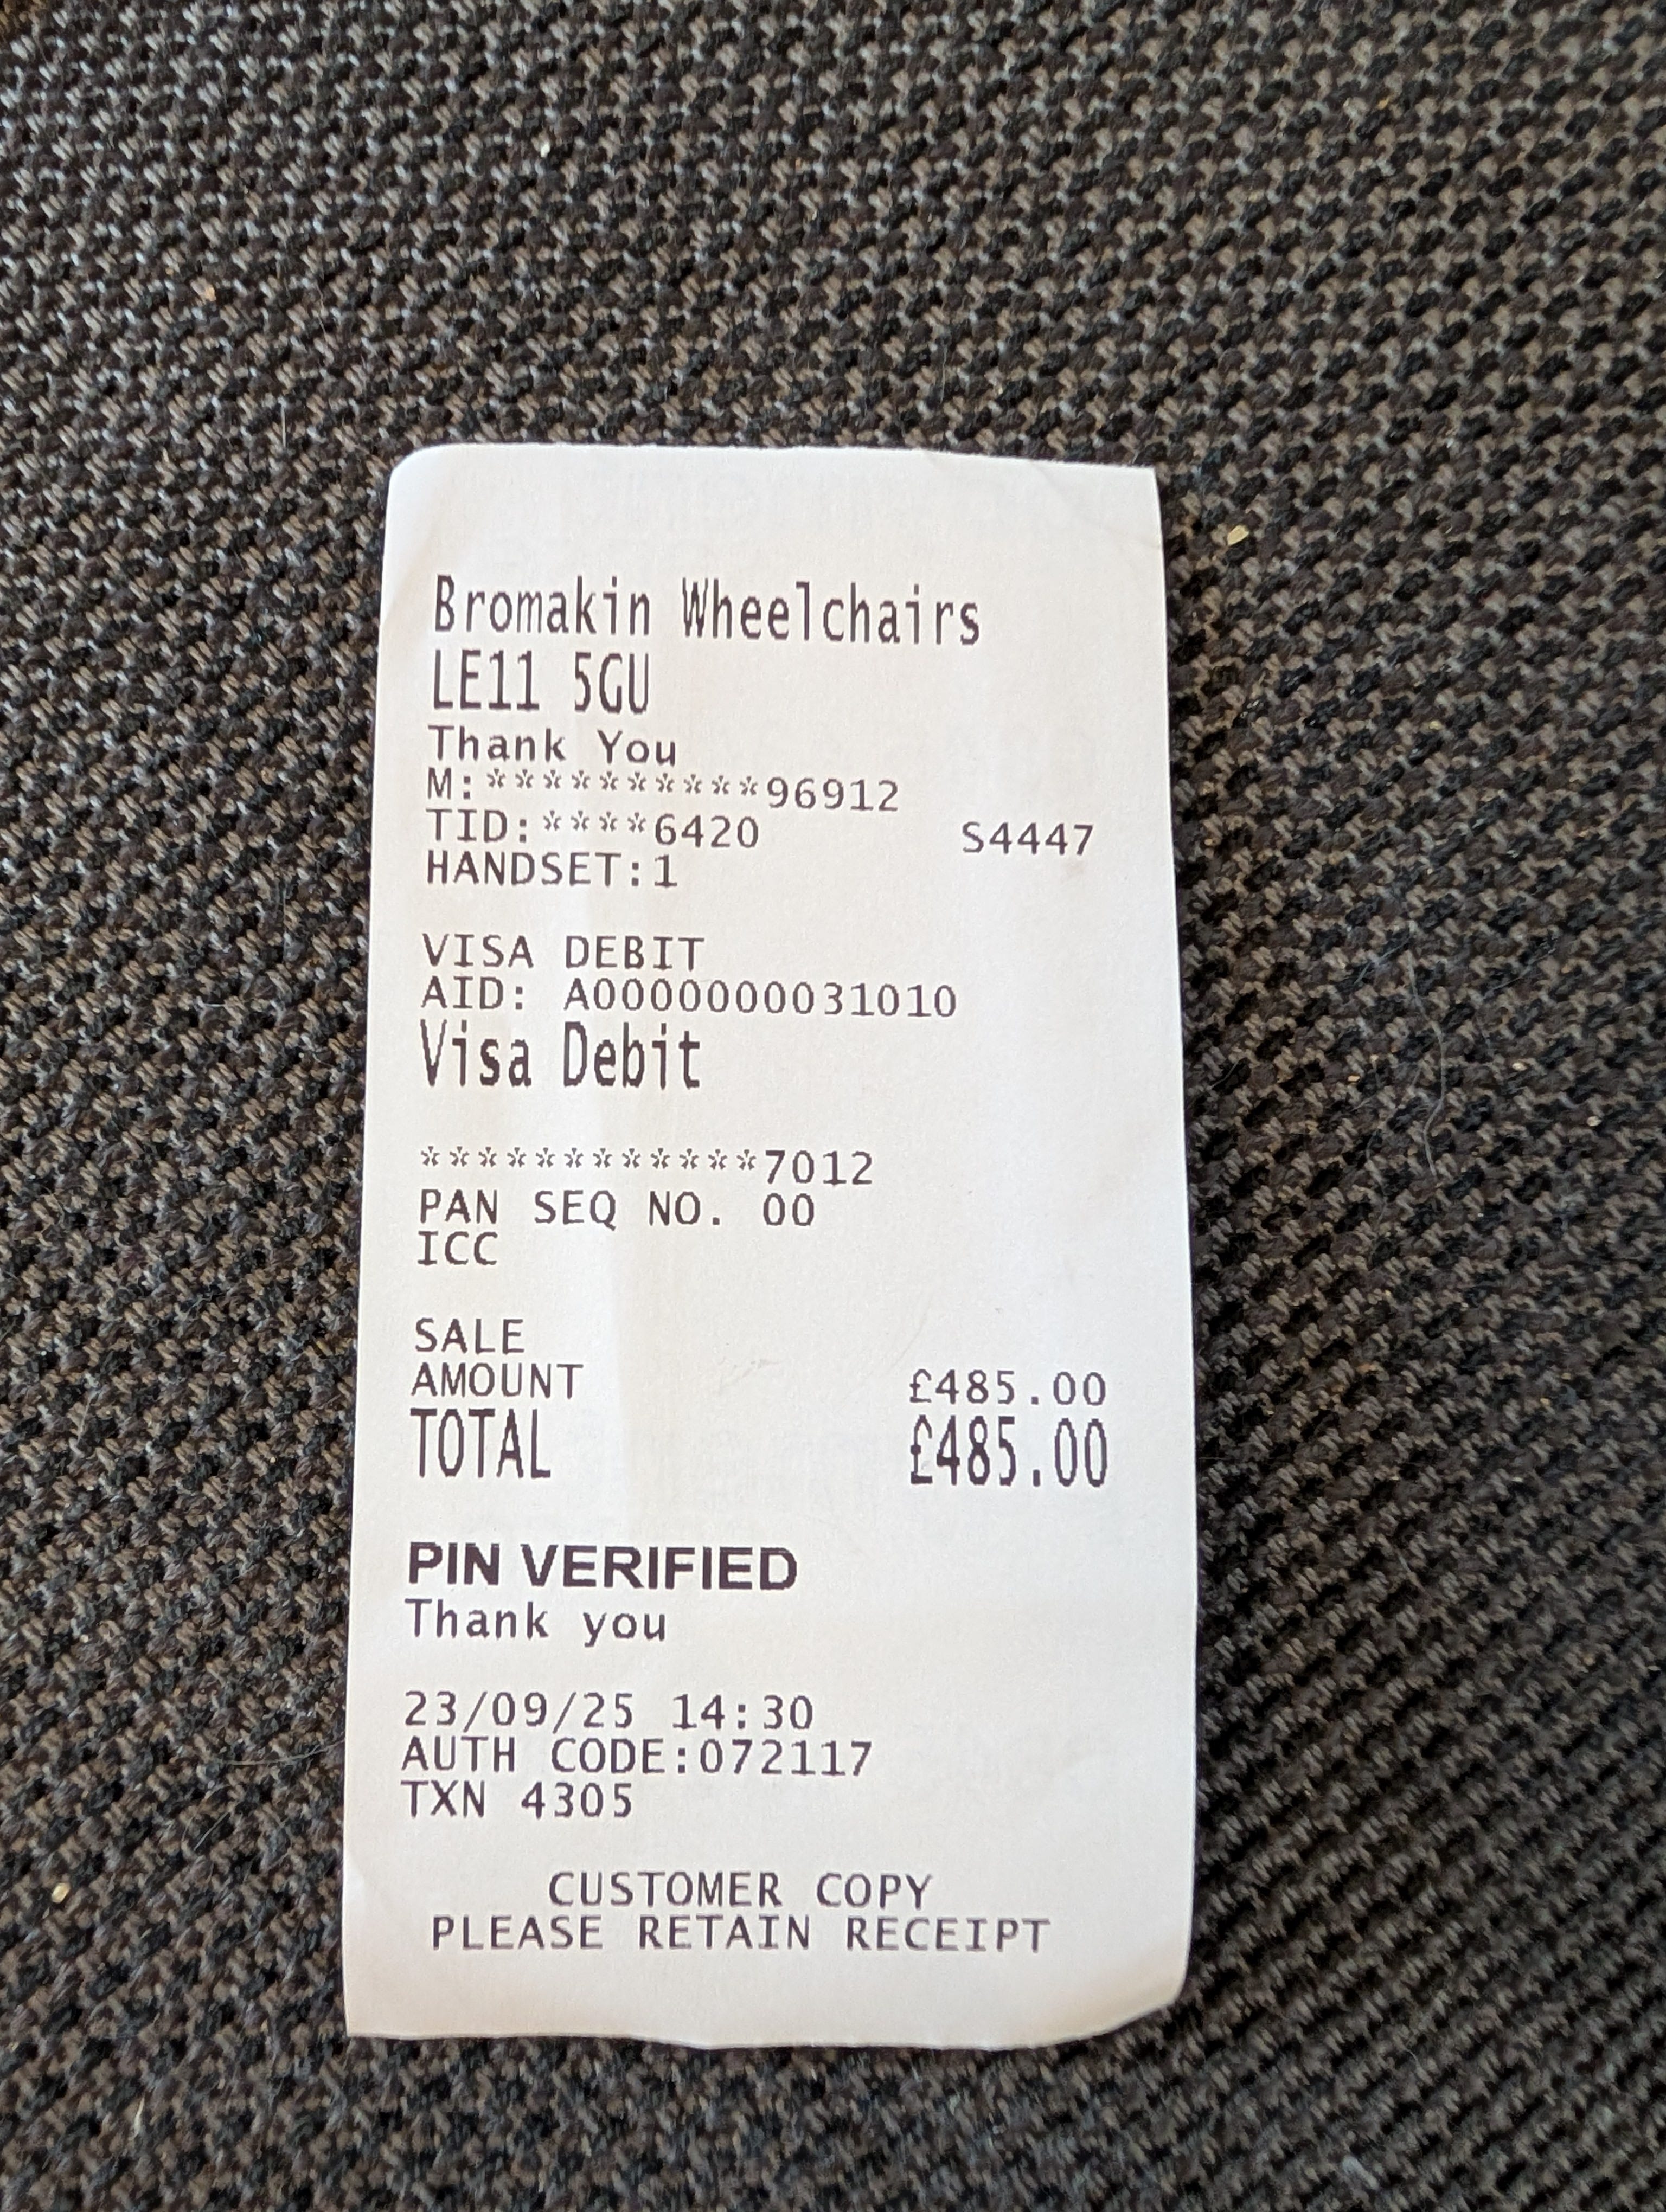 Bromakin Wheelchairs
LE11 5GU
Thank You
M:**********96912
TID:****6420 S4447
HANDSET:1
VISA DEBIT
AID: A0000000031010
Visa Debit
************7012
PAN SEQ NO. 00
ICC
SALE
AMOUNT £485.00
TOTAL £485.00
PIN VERIFIED
Thank you
23/09/25 14:30
AUTH CODE:072117
TXN 4305
CUSTOMER COPY
PLEASE RETAIN RECEIPT